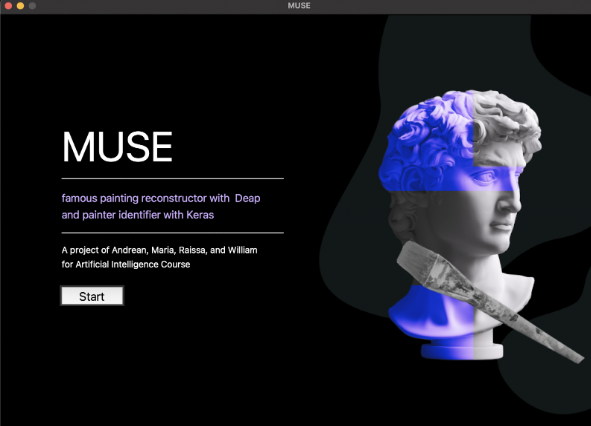 MUSE
MUSE
famous painting reconstructor with Deap
and painter identifier with Keras
A project of Andrean, Maria, Raissa, and William
for Artificial Intelligence Course
Start